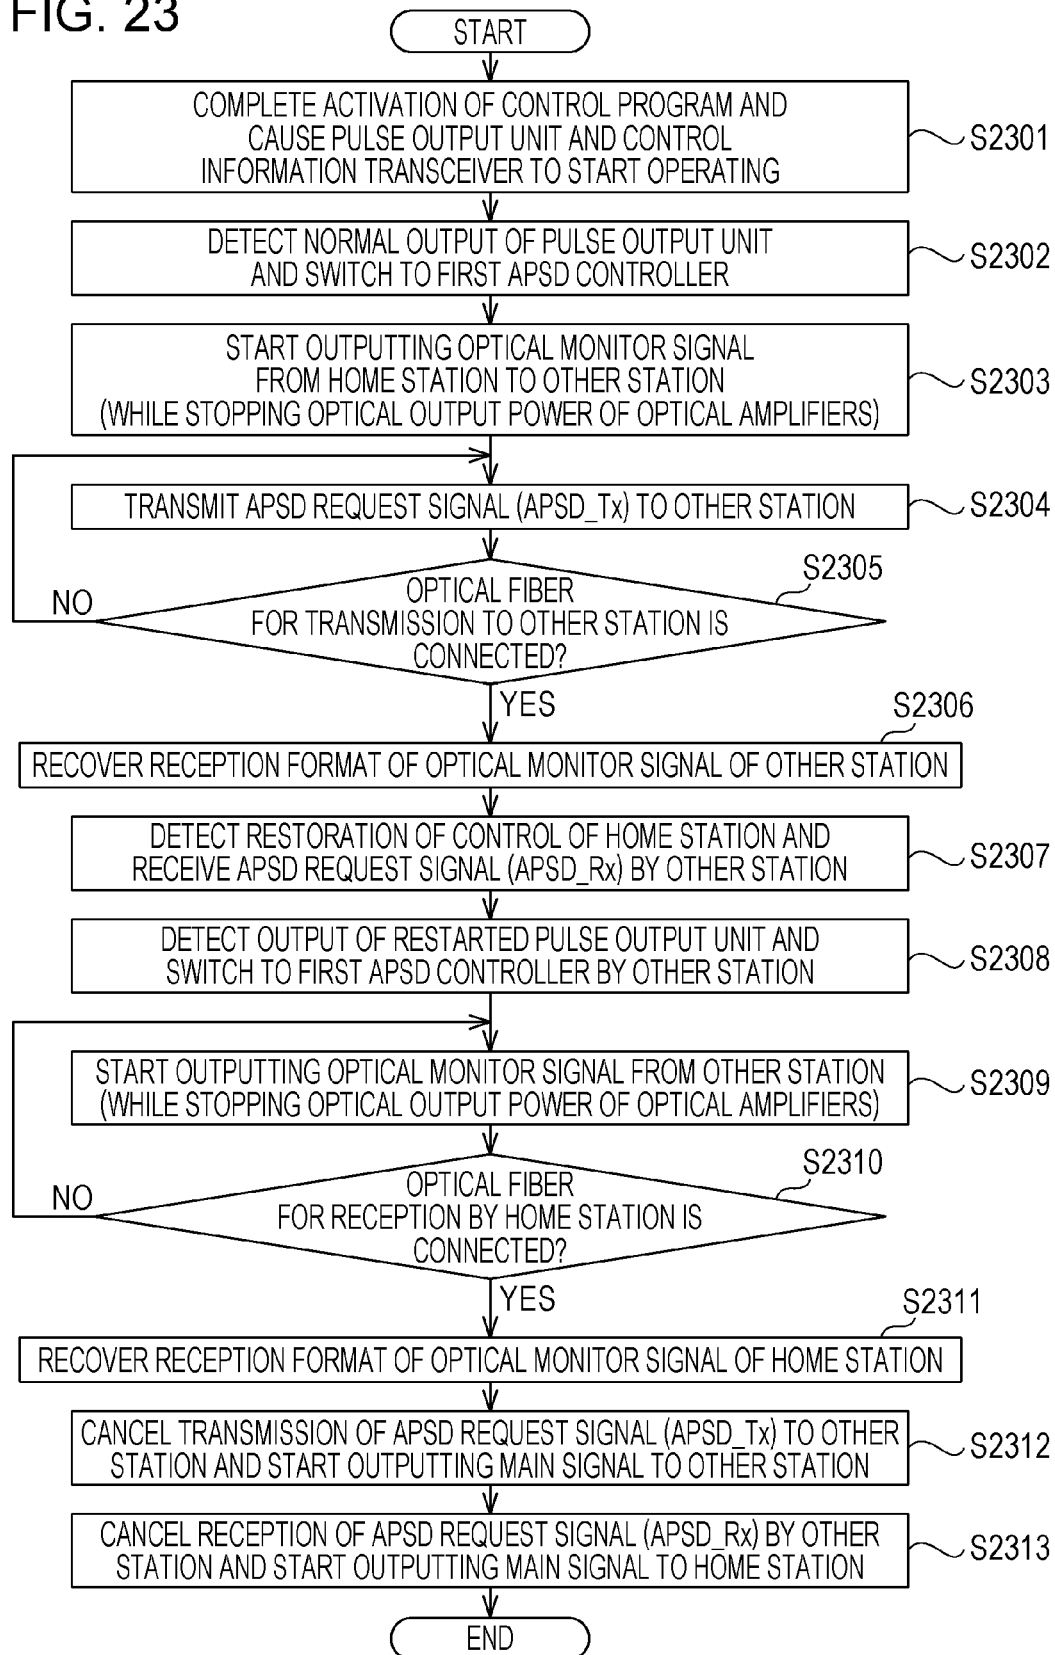 FIG. 23
START
COMPLETE ACTIVATION OF CONTROL PROGRAM AND
CAUSE PULSE OUTPUT UNIT AND CONTROL
INFORMATION TRANSCEIVER TO START OPERATING
S2301
DETECT NORMAL OUTPUT OF PULSE OUTPUT UNIT
AND SWITCH TO FIRST APSD CONTROLLER
S2302
START OUTPUTTING OPTICAL MONITOR SIGNAL
FROM HOME STATION TO OTHER STATION
(WHILE STOPPING OPTICAL OUTPUT POWER OF OPTICAL AMPLIFIERS)
S2303
TRANSMIT APSD REQUEST SIGNAL (APSD_Tx) TO OTHER STATION
S2304
S2305
OPTICAL FIBER
FOR TRANSMISSION TO OTHER STATION IS
CONNECTED?
NO
YES
S2306
RECOVER RECEPTION FORMAT OF OPTICAL MONITOR SIGNAL OF OTHER STATION
DETECT RESTORATION OF CONTROL OF HOME STATION AND
RECEIVE APSD REQUEST SIGNAL (APSD_Rx) BY OTHER STATION
S2307
DETECT OUTPUT OF RESTARTED PULSE OUTPUT UNIT AND
SWITCH TO FIRST APSD CONTROLLER BY OTHER STATION
S2308
START OUTPUTTING OPTICAL MONITOR SIGNAL FROM OTHER STATION
(WHILE STOPPING OPTICAL OUTPUT POWER OF OPTICAL AMPLIFIERS)
S2309
S2310
OPTICAL FIBER
FOR RECEPTION BY HOME STATION IS
CONNECTED?
NO
YES
S2311
RECOVER RECEPTION FORMAT OF OPTICAL MONITOR SIGNAL OF HOME STATION
CANCEL TRANSMISSION OF APSD REQUEST SIGNAL (APSD_Tx) TO OTHER
STATION AND START OUTPUTTING MAIN SIGNAL TO OTHER STATION
S2312
CANCEL RECEPTION OF APSD REQUEST SIGNAL (APSD_Rx) BY OTHER
STATION AND START OUTPUTTING MAIN SIGNAL TO HOME STATION
S2313
END